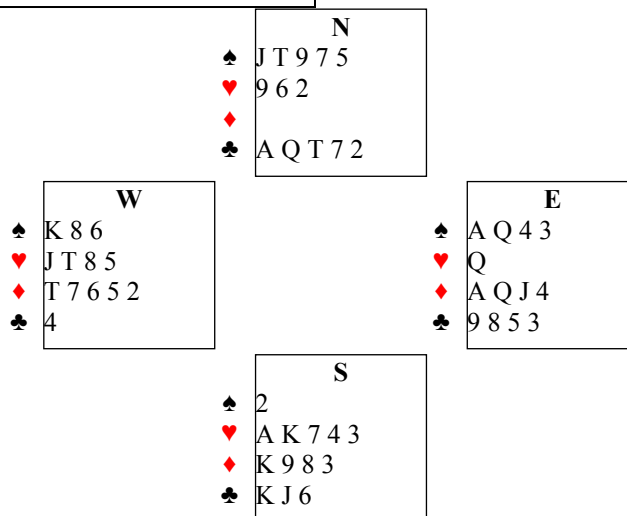 N
♠ J T 9 7 5
♥ 9 6 2
♦
♣ A Q T 7 2
W
♠ K 8 6
♥ J T 8 5
♦ T 7 6 5 2
♣ 4
E
♠ A Q 4 3
♥ Q
♦ A Q J 4
♣ 9 8 5 3
S
♠ 2
♥ A K 7 4 3
♦ K 9 8 3
♣ K J 6